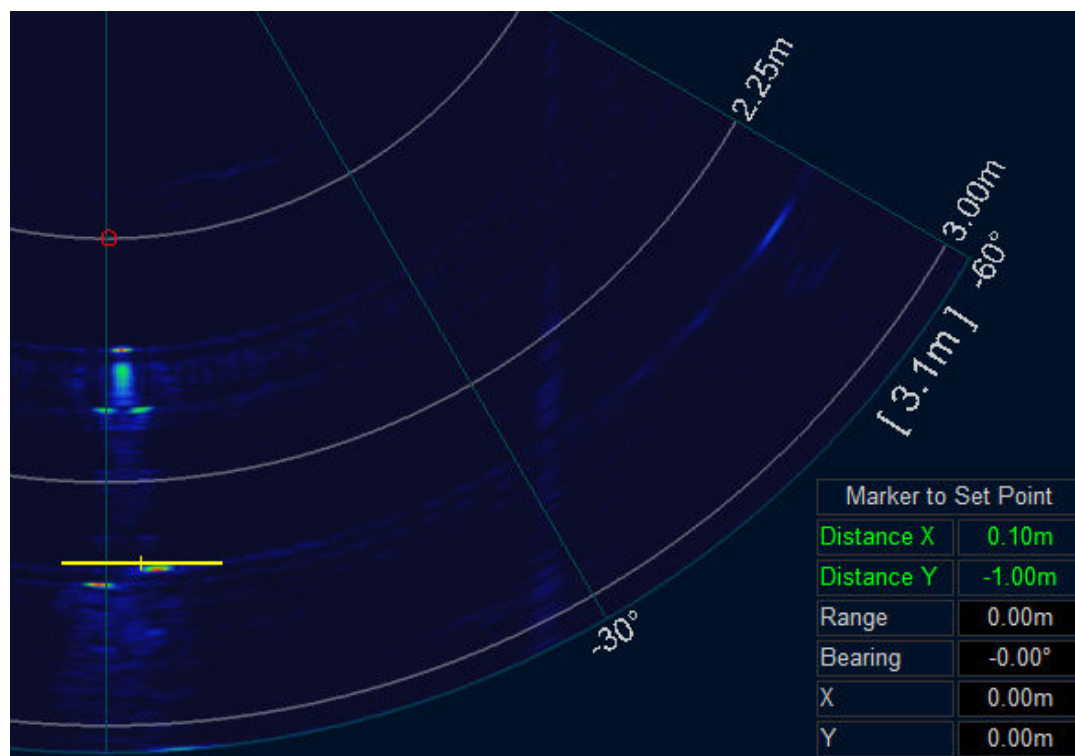 2.25m
3.00m
-60°
[ 3.1m ]
-30°
Marker to Set Point
Distance X 0.10m
Distance Y -1.00m
Range 0.00m
Bearing -0.00°
X 0.00m
Y 0.00m